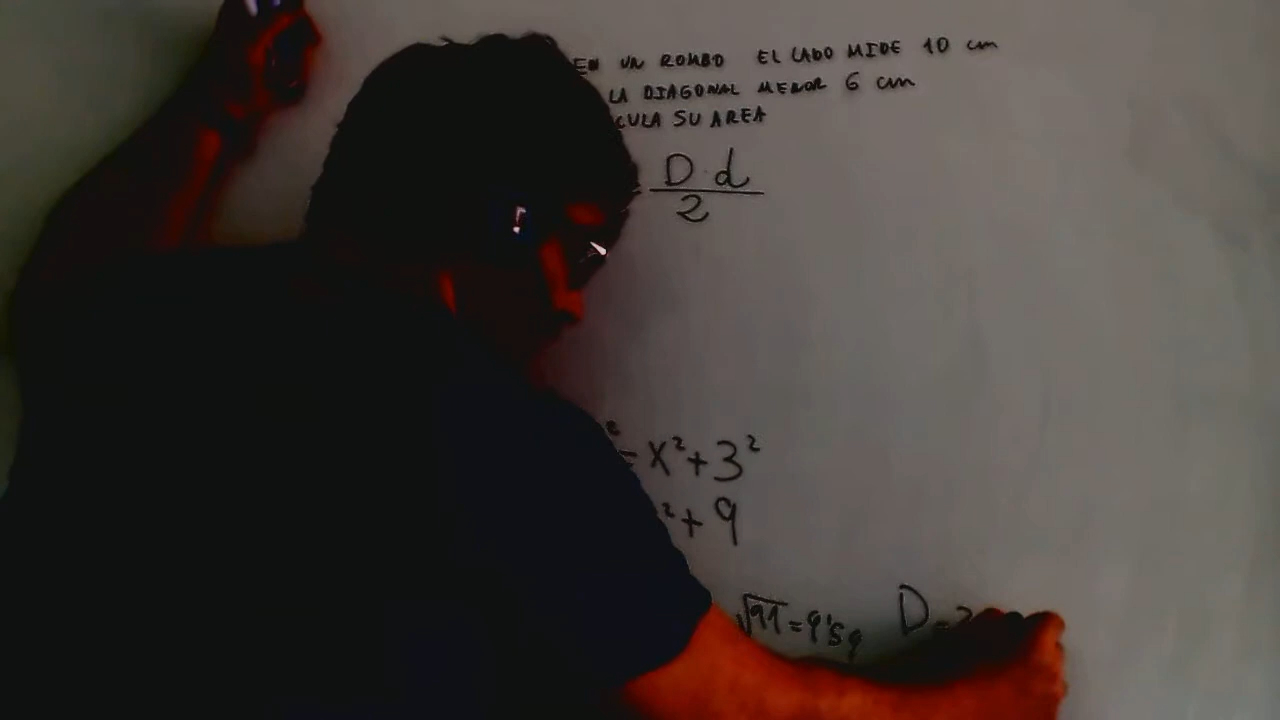 EN UN ROMBO EL LADO MIDE 10 cm
LA DIAGONAL MENOR 6 cm
SU AREA
D·d
2
= X² + 3²
² + 9
√91 = 9'59 D =